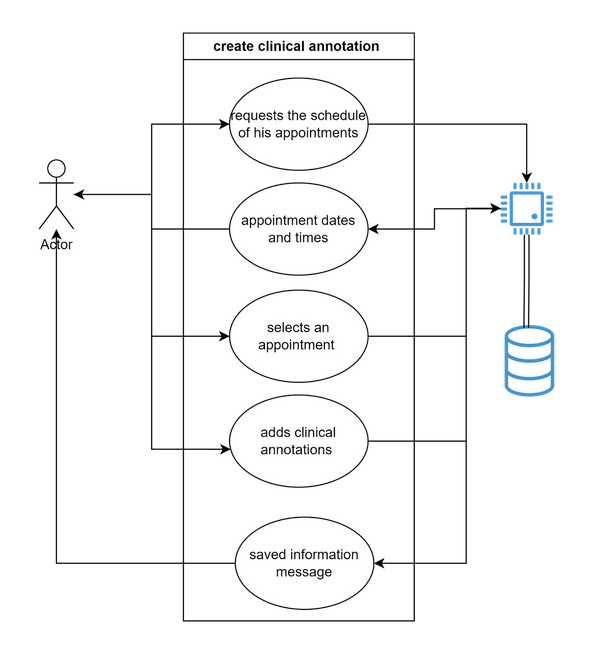 create clinical annotation
requests the schedule
of his appointments
appointment dates
and times
Actor
selects an
appointment
adds clinical
annotations
saved information
message